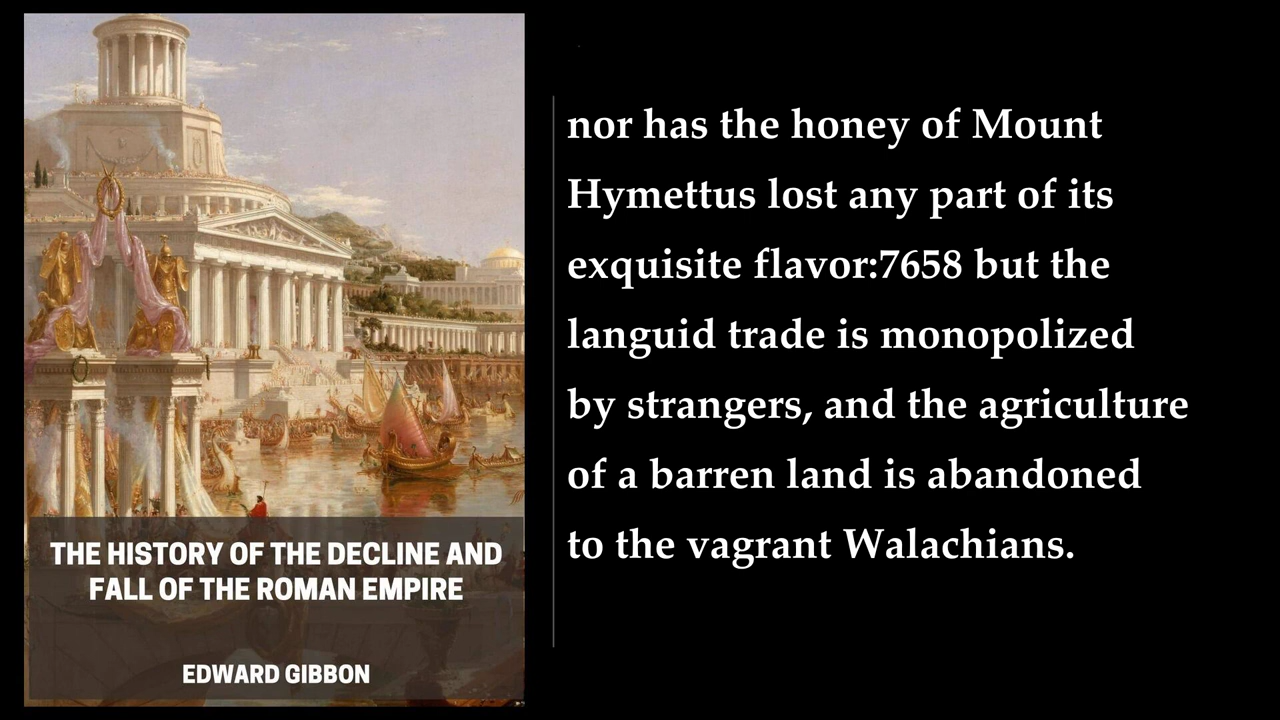 nor has the honey of Mount
Hymettus lost any part of its
exquisite flavor:7658 but the
languid trade is monopolized
by strangers, and the agriculture
of a barren land is abandoned
to the vagrant Walachians.
THE HISTORY OF THE DECLINE AND
FALL OF THE ROMAN EMPIRE
EDWARD GIBBON